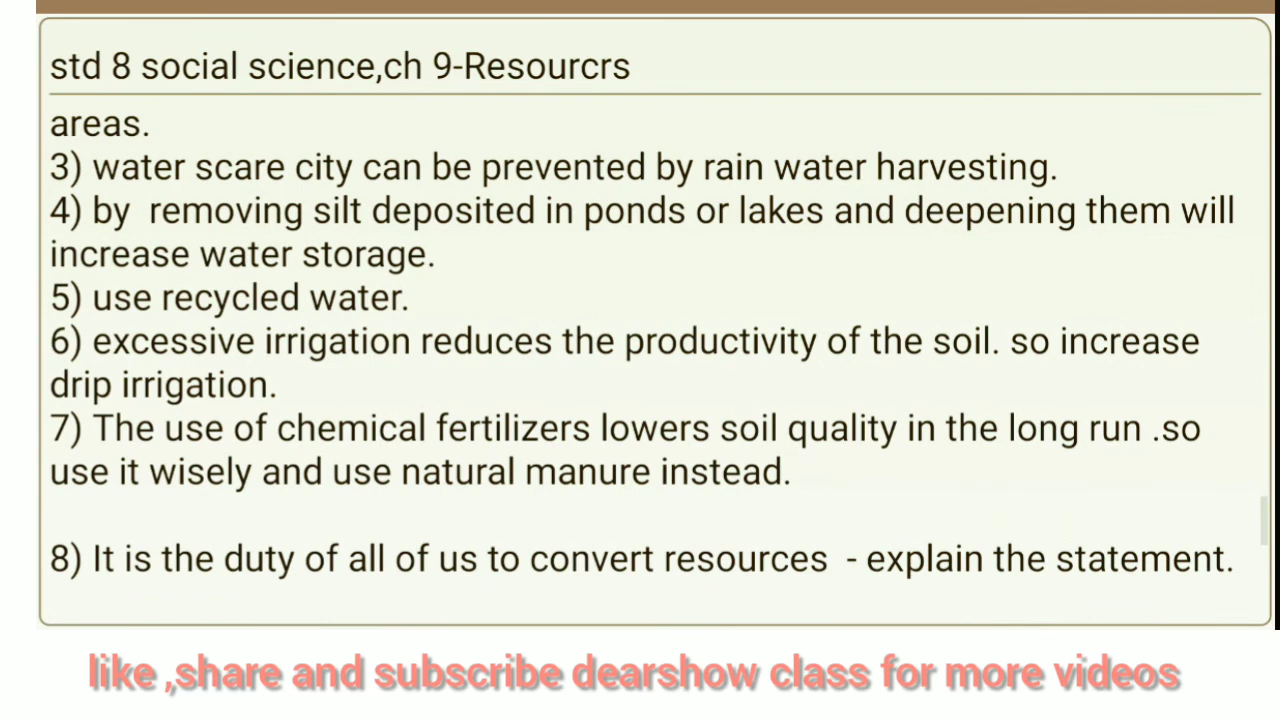 std 8 social science,ch 9-Resourcrs
areas.
3) water scare city can be prevented by rain water harvesting.
4) by  removing silt deposited in ponds or lakes and deepening them will
increase water storage.
5) use recycled water.
6) excessive irrigation reduces the productivity of the soil. so increase
drip irrigation.
7) The use of chemical fertilizers lowers soil quality in the long run .so
use it wisely and use natural manure instead.
8) It is the duty of all of us to convert resources  - explain the statement.
like ,share and subscribe dearshow class for more videos